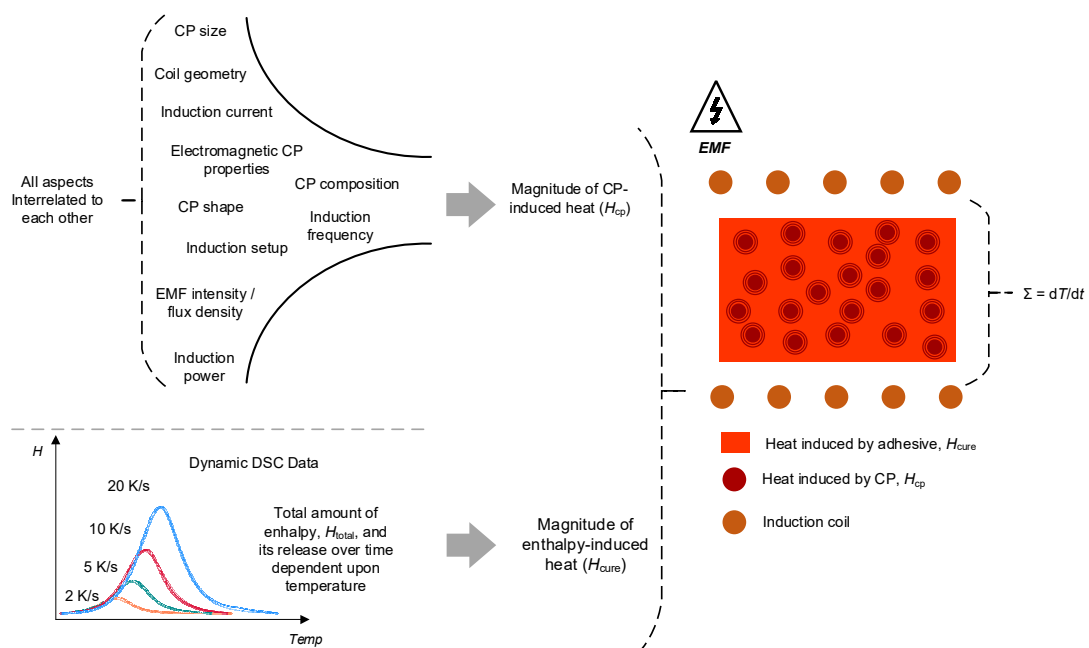 CP size
Coil geometry
Induction current
Electromagnetic CP
properties
CP composition
CP shape
Induction
frequency
Induction setup
EMF intensity /
flux density
Induction
power
All aspects
Interrelated to
each other
Magnitude of CP-
induced heat (Hcp)
EMF
Σ = dT/dt
Heat induced by adhesive, Hcure
Heat induced by CP, Hcp
Induction coil
H
Dynamic DSC Data
20 K/s
10 K/s
5 K/s
2 K/s
Total amount of
enhalpy, Htotal, and
its release over time
dependent upon
temperature
Temp
Magnitude of
enthalpy-induced
heat (Hcure)